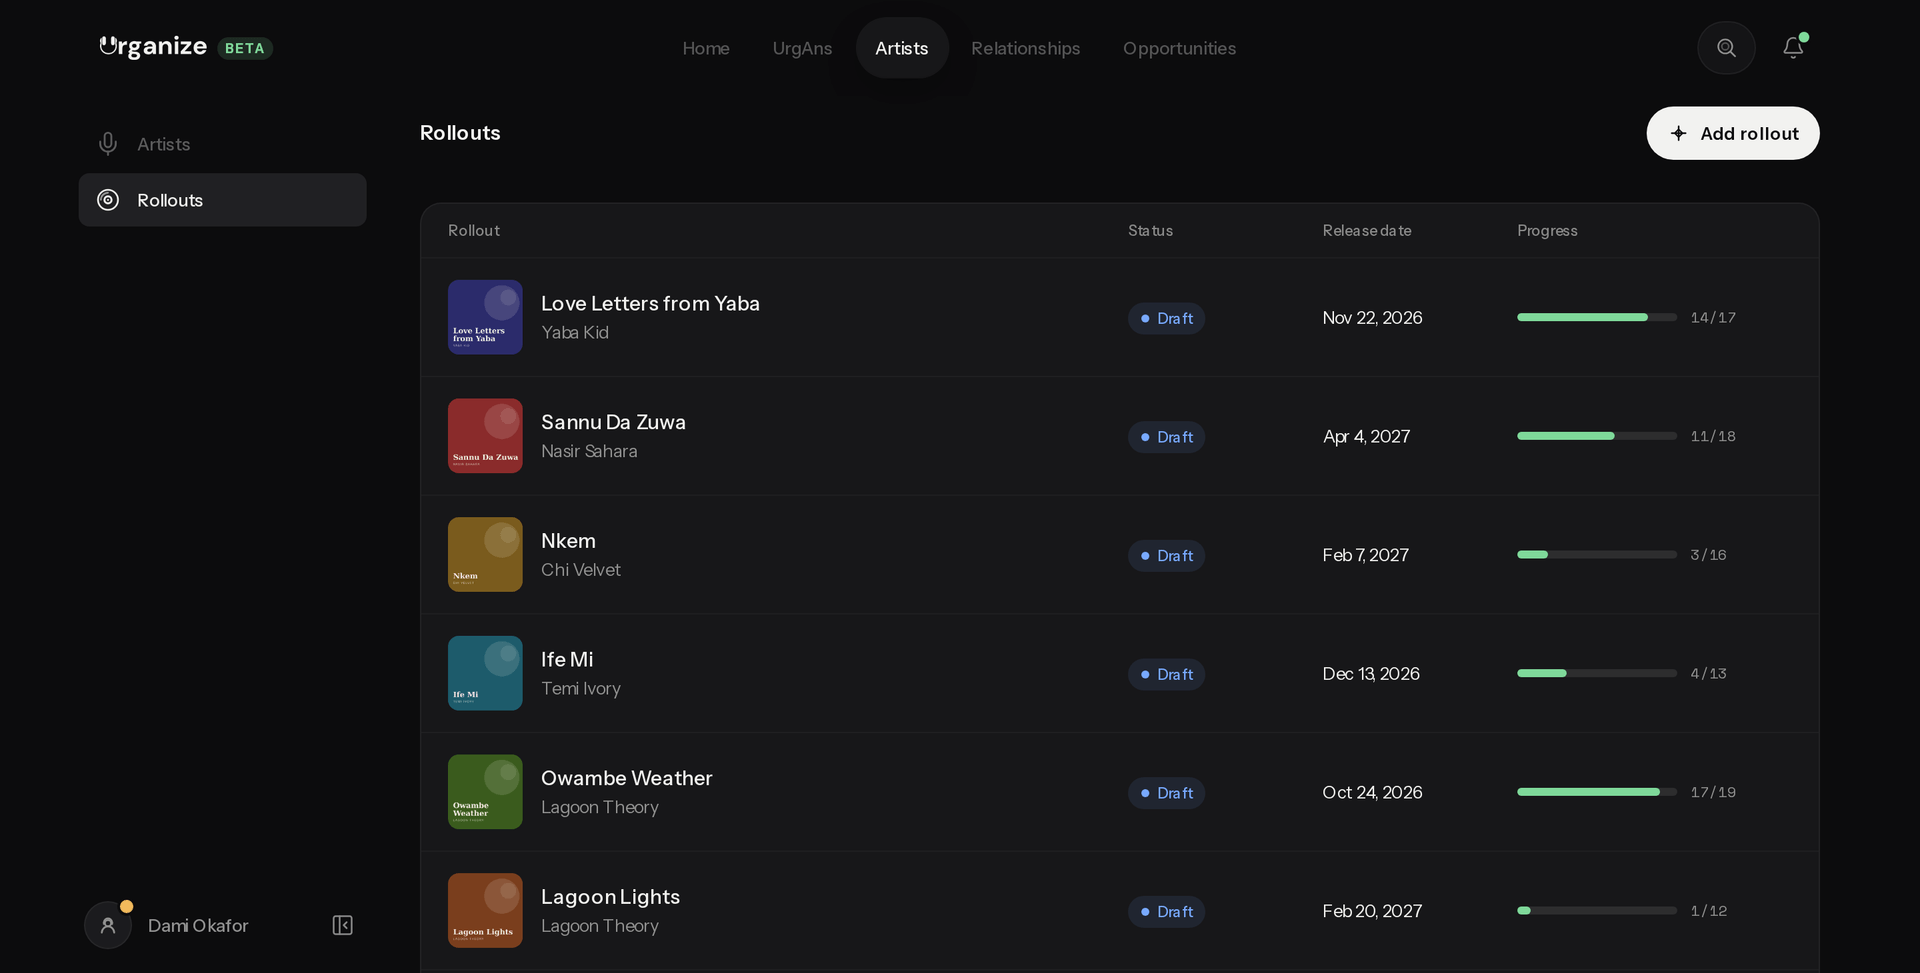 Urganize BETA
Home
UrgAns
Artists
Relationships
Opportunities
Artists
Rollouts
Dami Okafor
Rollouts
Add rollout
Rollout Status Release date Progress
Love Letters
from Yaba
Love Letters from Yaba
Yaba Kid
Draft
Nov 22, 2026
14/17
Sannu Da Zuwa
Sannu Da Zuwa
Nasir Sahara
Draft
Apr 4, 2027
11/18
Nkem
Nkem
Chi Velvet
Draft
Feb 7, 2027
3/16
Ife Mi
Ife Mi
Temi Ivory
Draft
Dec 13, 2026
4/13
Owambe
Weather
Owambe Weather
Lagoon Theory
Draft
Oct 24, 2026
17/19
Lagoon Lights
Lagoon Lights
Lagoon Theory
Draft
Feb 20, 2027
1/12